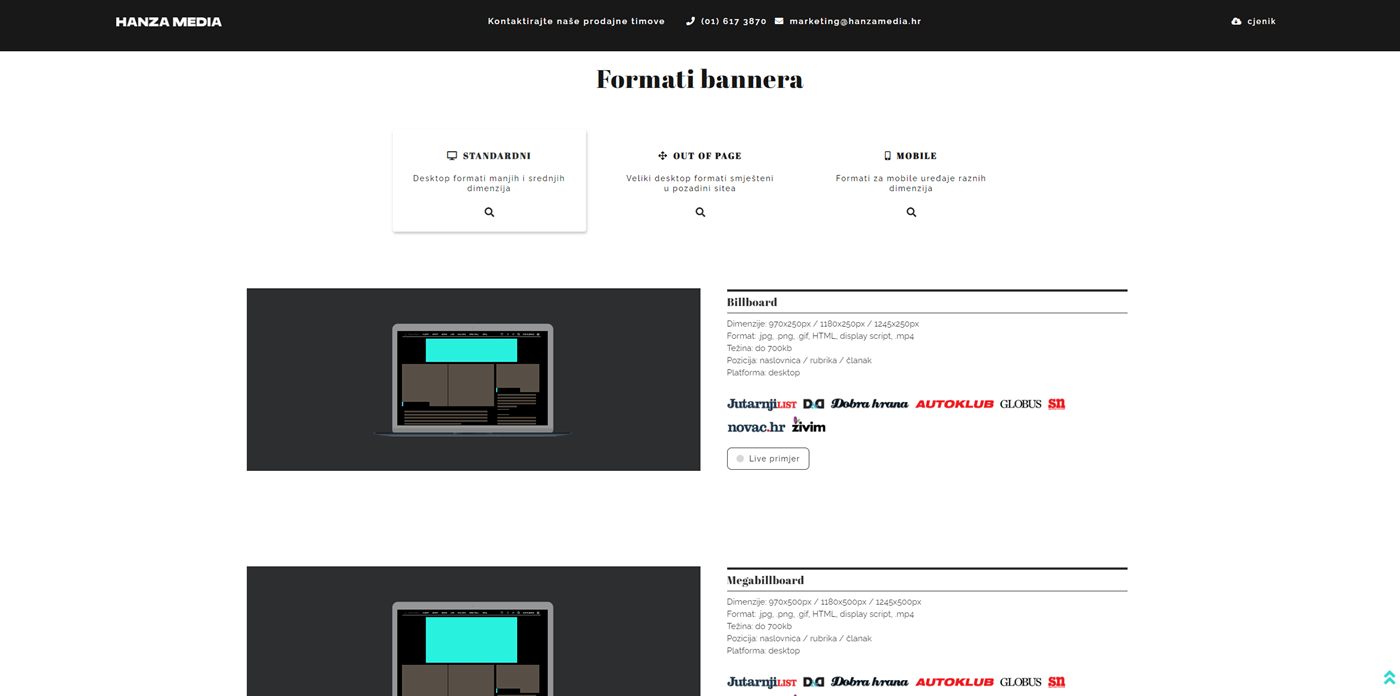 HANZA MEDIA
Kontaktirajte naše prodajne timove (01) 617 3870 marketing@hanzamedia.hr
cjenik
Formati bannera
STANDARDNI
Desktop formati manjih i srednjih
dimenzija
OUT OF PAGE
Veliki desktop formati smješteni
u pozadini sitea
MOBILE
Formati za mobile uređaje raznih
dimenzija
Billboard
Dimenzije: 970x250px / 1180x250px / 1245x250px
Format: .jpg, .png, .gif, HTML, display script, .mp4
Težina: do 700kb
Pozicija: naslovnica / rubrika / članak
Platforma: desktop
Jutarnji LIST D&D Dobra hrana AUTOKLUB GLOBUS sn
novac.hr živim
Live primjer
Megabillboard
Dimenzije: 970x500px / 1180x500px / 1245x500px
Format: .jpg, .png, .gif, HTML, display script, .mp4
Težina: do 700kb
Pozicija: naslovnica / rubrika / članak
Platforma: desktop
Jutarnji LIST D&D Dobra hrana AUTOKLUB GLOBUS sn